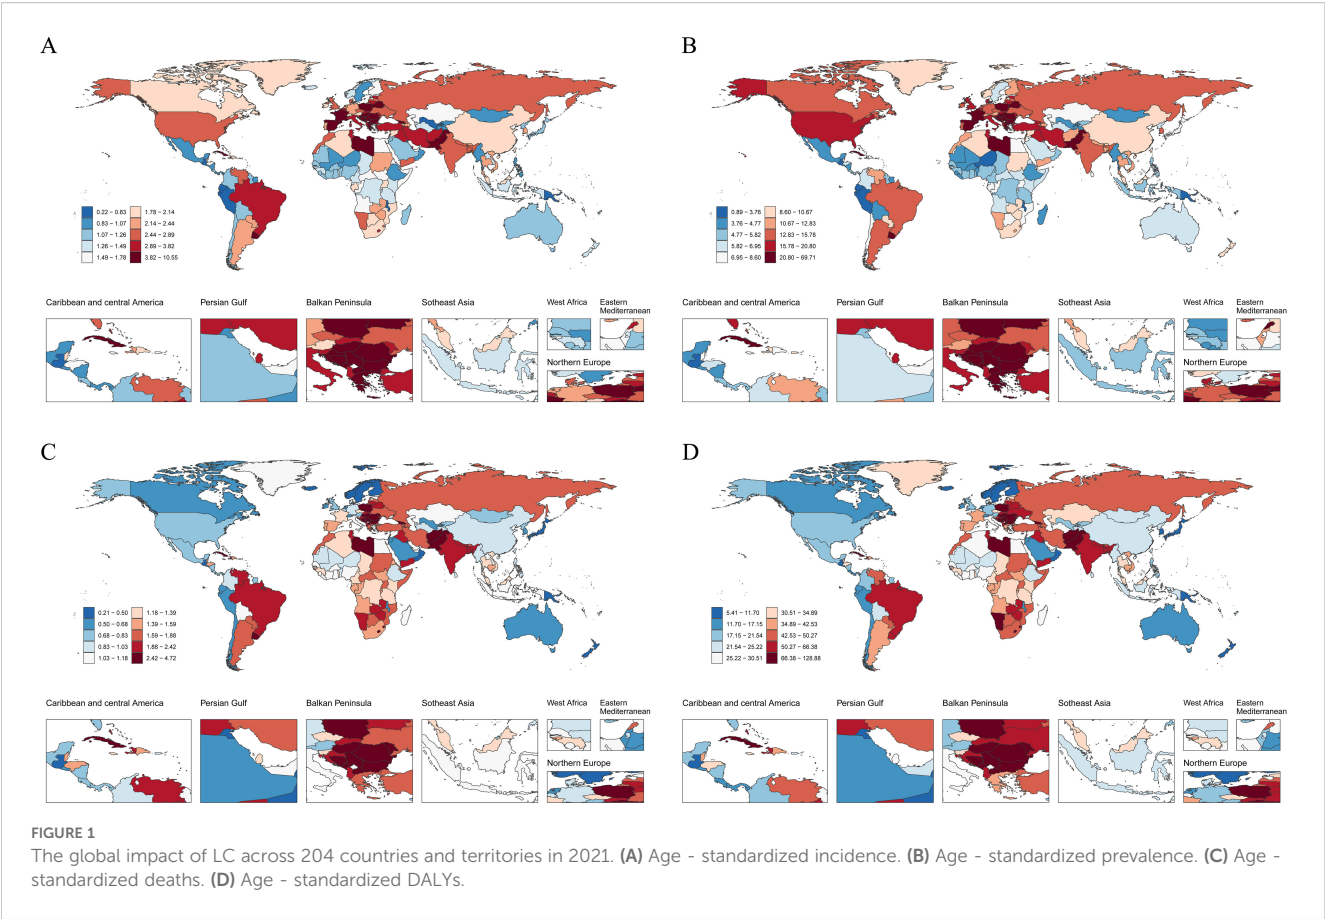 A
0.22 – 0.83
0.83 – 1.07
1.07 – 1.26
1.26 – 1.49
1.49 – 1.78
1.78 – 2.14
2.14 – 2.44
2.44 – 2.89
2.89 – 3.82
3.82 – 10.55
Caribbean and central America
Persian Gulf
Balkan Peninsula
Sotheast Asia
West Africa
Eastern
Mediterranean
Northern Europe
B
0.89 – 3.76
3.76 – 4.77
4.77 – 5.82
5.82 – 6.95
6.95 – 8.60
8.60 – 10.67
10.67 – 12.83
12.83 – 15.78
15.78 – 20.80
20.80 – 69.71
Caribbean and central America
Persian Gulf
Balkan Peninsula
Sotheast Asia
West Africa
Eastern
Mediterranean
Northern Europe
C
0.21 – 0.50
0.50 – 0.68
0.68 – 0.83
0.83 – 1.03
1.03 – 1.18
1.18 – 1.39
1.39 – 1.59
1.59 – 1.88
1.88 – 2.42
2.42 – 4.72
Caribbean and central America
Persian Gulf
Balkan Peninsula
Sotheast Asia
West Africa
Eastern
Mediterranean
Northern Europe
D
5.41 – 11.70
11.70 – 17.15
17.15 – 21.54
21.54 – 25.22
25.22 – 30.51
30.51 – 34.89
34.89 – 42.53
42.53 – 50.27
50.27 – 66.38
66.38 – 128.88
Caribbean and central America
Persian Gulf
Balkan Peninsula
Sotheast Asia
West Africa
Eastern
Mediterranean
Northern Europe
FIGURE 1
The global impact of LC across 204 countries and territories in 2021. (A) Age - standardized incidence. (B) Age - standardized prevalence. (C) Age -
standardized deaths. (D) Age - standardized DALYs.